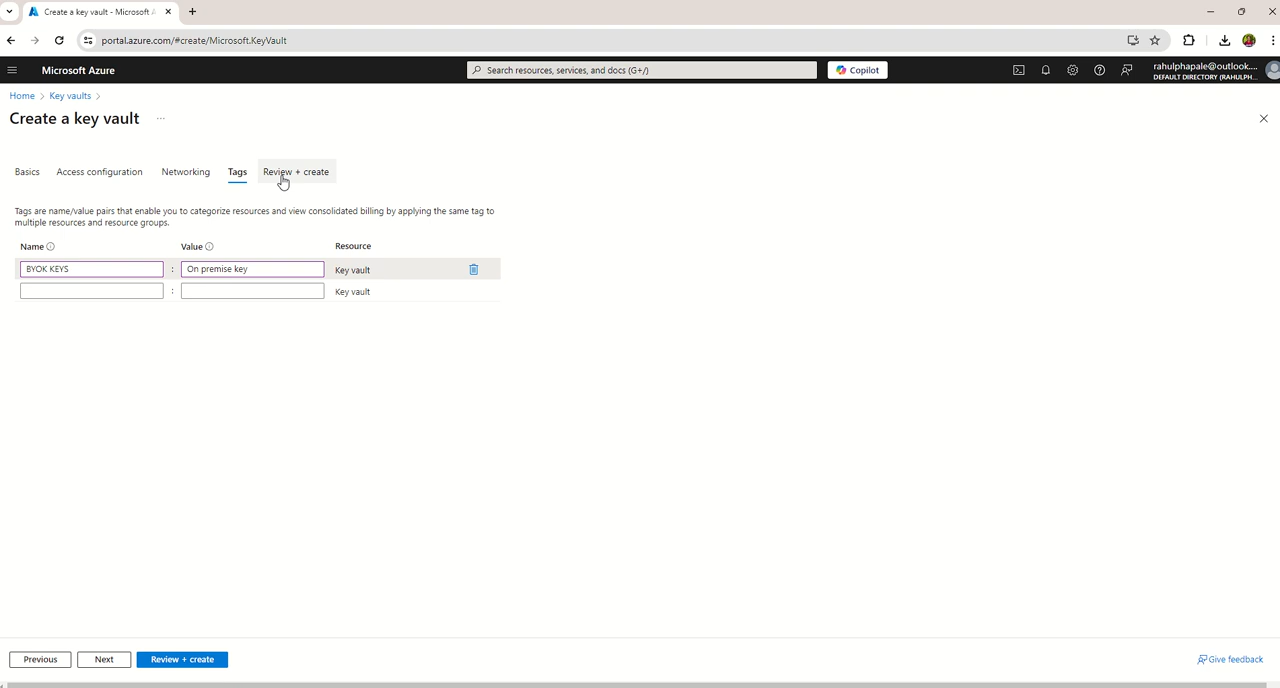 Create a key vault - Microsoft A
portal.azure.com/#create/Microsoft.KeyVault
Microsoft Azure
Search resources, services, and docs (G+/)
Copilot
rahulphapale@outlook....
DEFAULT DIRECTORY (RAHULPH...
Home > Key vaults >
Create a key vault ...
Basics Access configuration Networking Tags Review + create
Tags are name/value pairs that enable you to categorize resources and view consolidated billing by applying the same tag to
multiple resources and resource groups.
Name Value Resource
BYOK KEYS : On premise key Key vault
: Key vault
Previous Next Review + create Give feedback